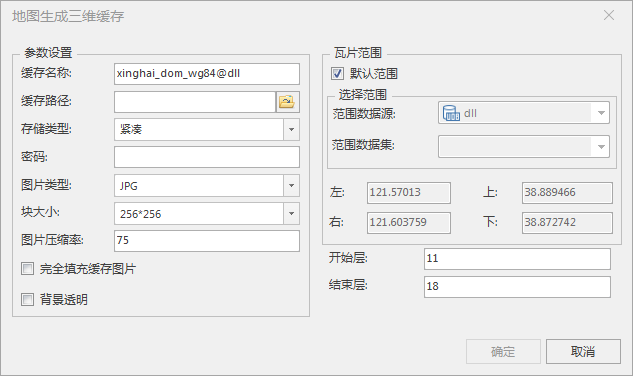 地图生成三维缓存
参数设置
缓存名称:
xinghai_dom_wg84@dll
缓存路径:
存储类型:
紧凑
密码:
图片类型:
JPG
块大小:
256*256
图片压缩率:
75
完全填充缓存图片
背景透明
瓦片范围
默认范围
选择范围
范围数据源:
dll
范围数据集:
左:
121.57013
上:
38.889466
右:
121.603759
下:
38.872742
开始层:
11
结束层:
18
确定
取消